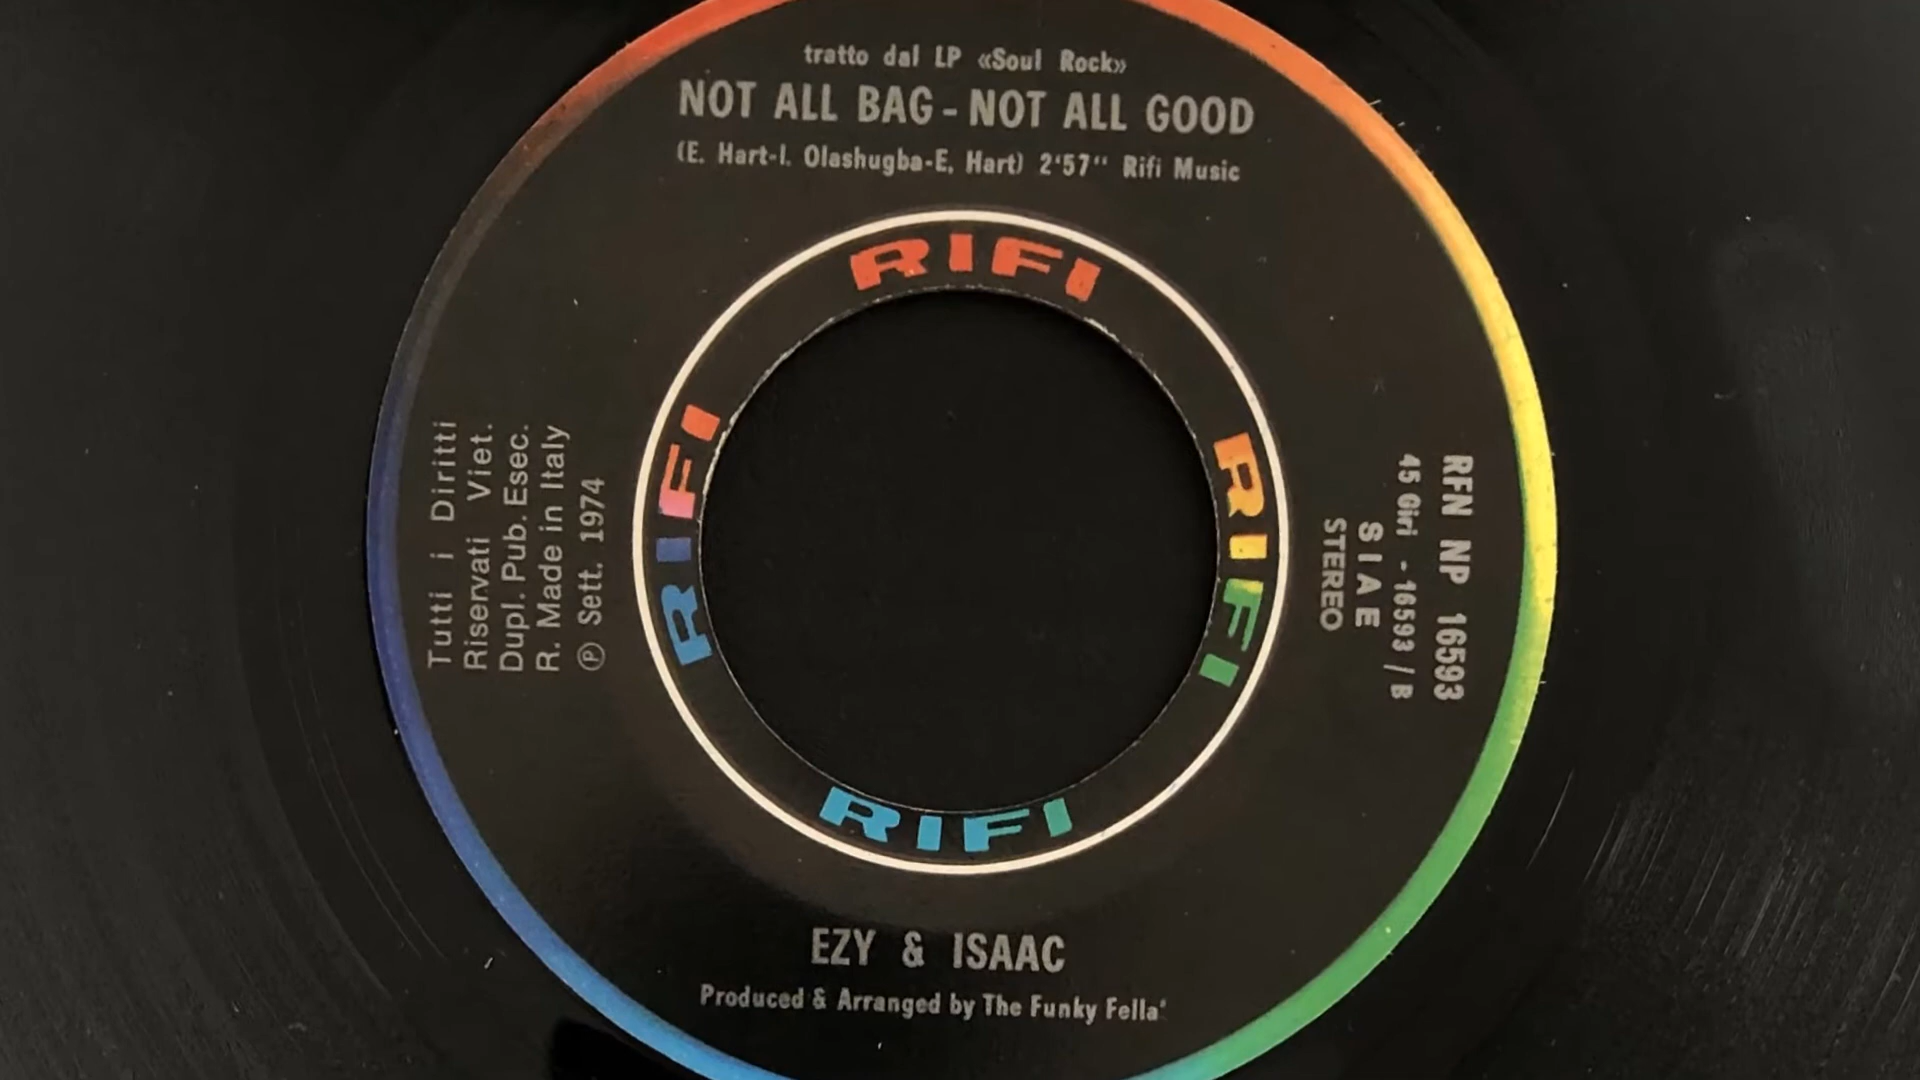 tratto dal LP «Soul Rock»
NOT ALL BAG - NOT ALL GOOD
(E. Hart-I. Olashugba-E. Hart) 2'57" Rifi Music
RIFI
RIFI
RIFI
RIFI
Tutti i Diritti
Riservati Viet.
Dupl. Pub. Esec.
R. Made in Italy
℗ Sett. 1974
RFN NP 16593
45 Giri - 16593 / B
SIAE
STEREO
EZY & ISAAC
Produced & Arranged by The Funky Fella'